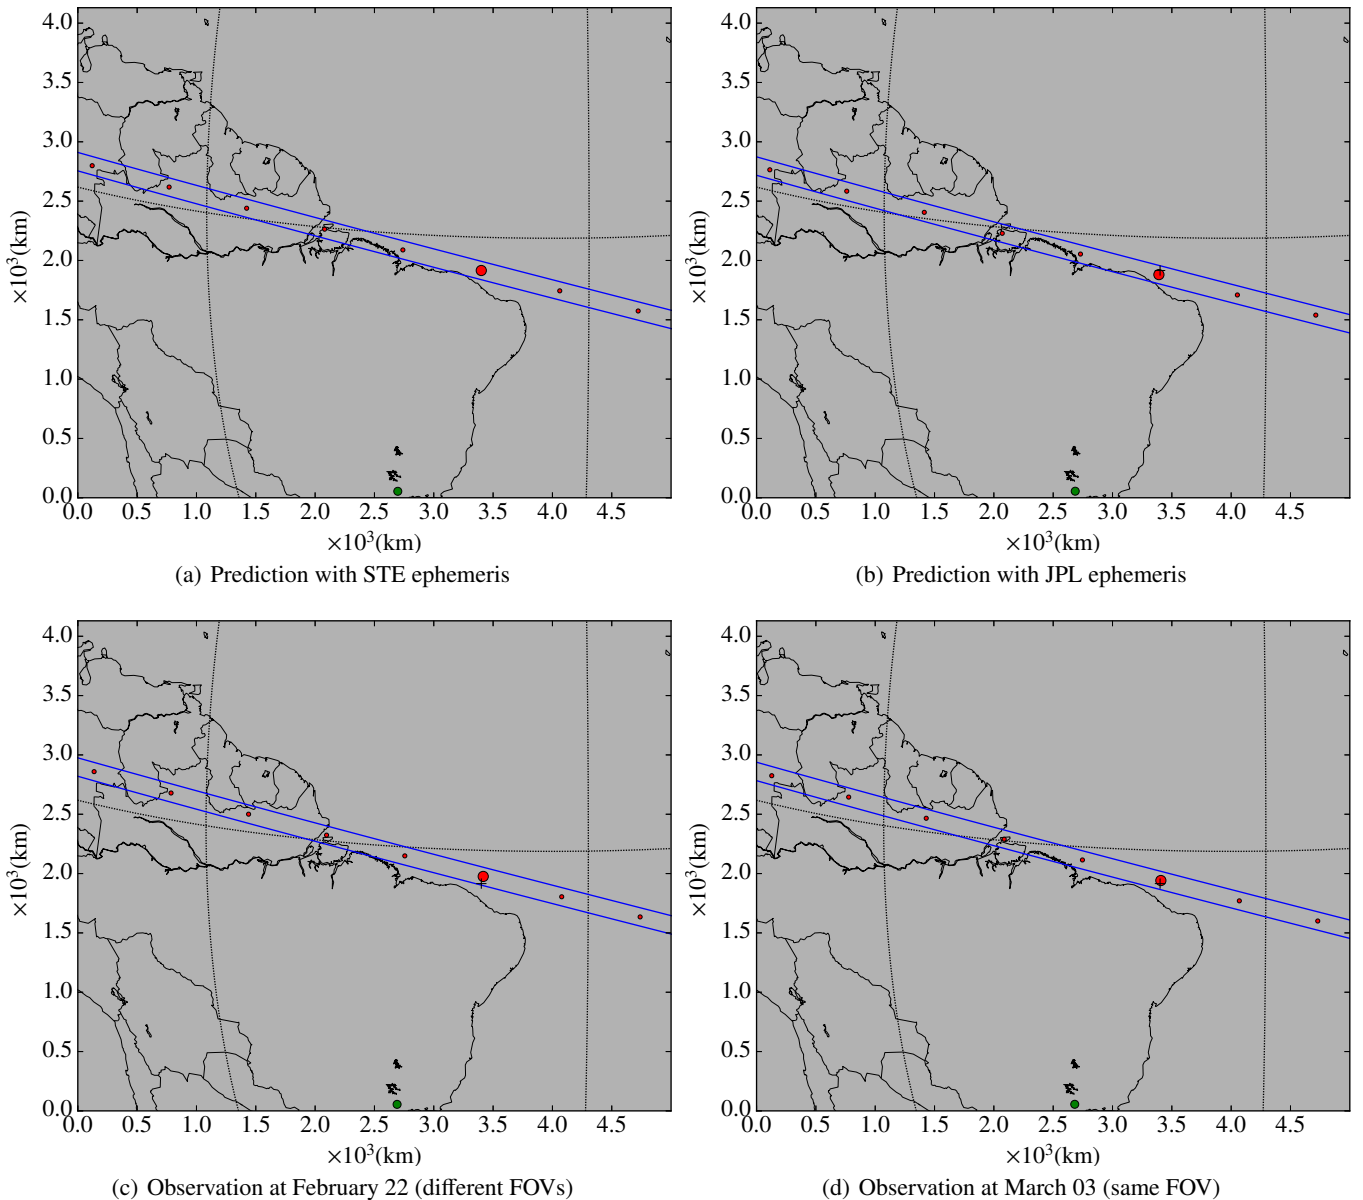 4.0
3.5
3.0
2.5
2.0
1.5
1.0
0.5
0.0
×10³(km)
0.0 0.5 1.0 1.5 2.0 2.5 3.0 3.5 4.0 4.5
×10³(km)
(a) Prediction with STE ephemeris
4.0
3.5
3.0
2.5
2.0
1.5
1.0
0.5
0.0
×10³(km)
0.0 0.5 1.0 1.5 2.0 2.5 3.0 3.5 4.0 4.5
×10³(km)
(b) Prediction with JPL ephemeris
4.0
3.5
3.0
2.5
2.0
1.5
1.0
0.5
0.0
×10³(km)
0.0 0.5 1.0 1.5 2.0 2.5 3.0 3.5 4.0 4.5
×10³(km)
(c) Observation at February 22 (different FOVs)
4.0
3.5
3.0
2.5
2.0
1.5
1.0
0.5
0.0
×10³(km)
0.0 0.5 1.0 1.5 2.0 2.5 3.0 3.5 4.0 4.5
×10³(km)
(d) Observation at March 03 (same FOV)